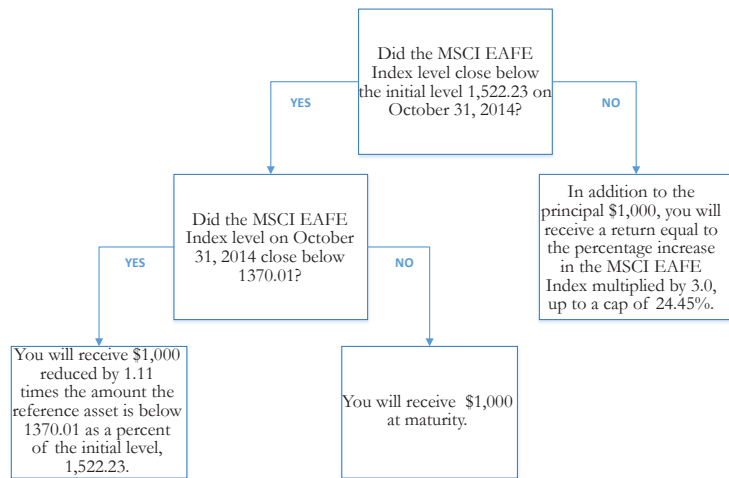 Did the MSCI EAFE
Index level close below
the initial level 1,522.23 on
October 31, 2014?
YES
NO
Did the MSCI EAFE
Index level on October
31, 2014 close below
1370.01?
In addition to the
principal $1,000, you will
receive a return equal to
the percentage increase
in the MSCI EAFE
Index multiplied by 3.0,
up to a cap of 24.45%.
YES
NO
You will receive $1,000
reduced by 1.11
times the amount the
reference asset is below
1370.01 as a percent
of the initial level,
1,522.23.
You will receive $1,000
at maturity.